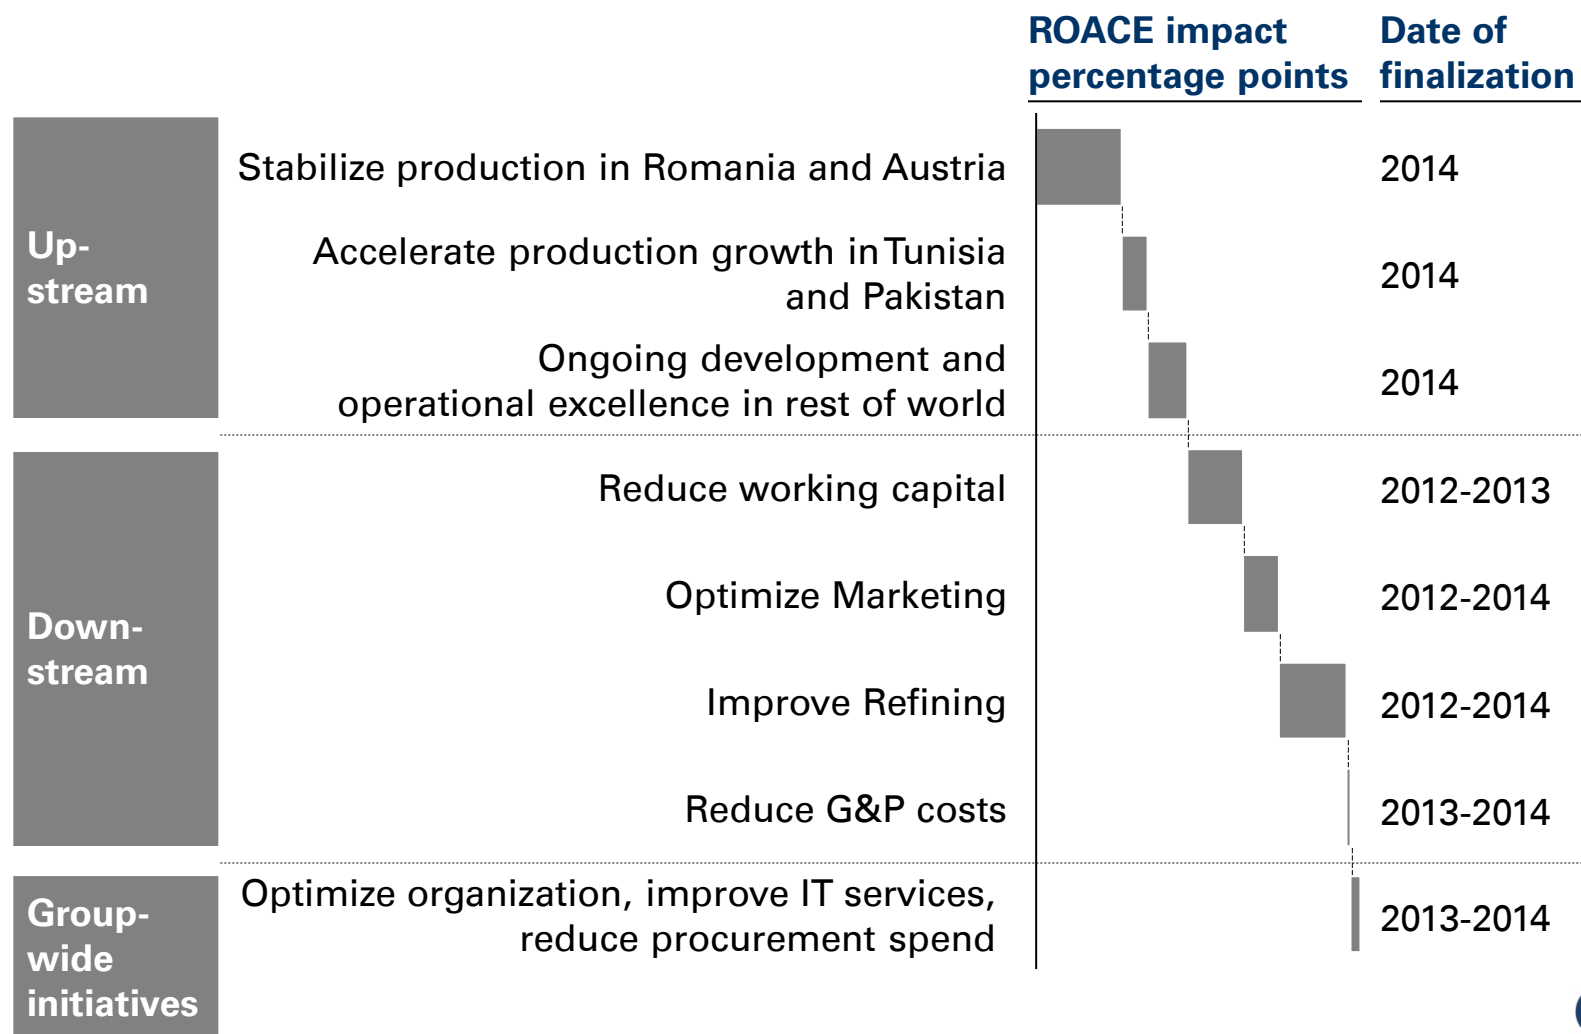 ROACE impact
percentage points
Date of
finalization
Up-
stream
Stabilize production in Romania and Austria
2014
Accelerate production growth in Tunisia
and Pakistan
2014
Ongoing development and
operational excellence in rest of world
2014
Down-
stream
Reduce working capital
2012-2013
Optimize Marketing
2012-2014
Improve Refining
2012-2014
Reduce G&P costs
2013-2014
Group-
wide
initiatives
Optimize organization, improve IT services,
reduce procurement spend
2013-2014